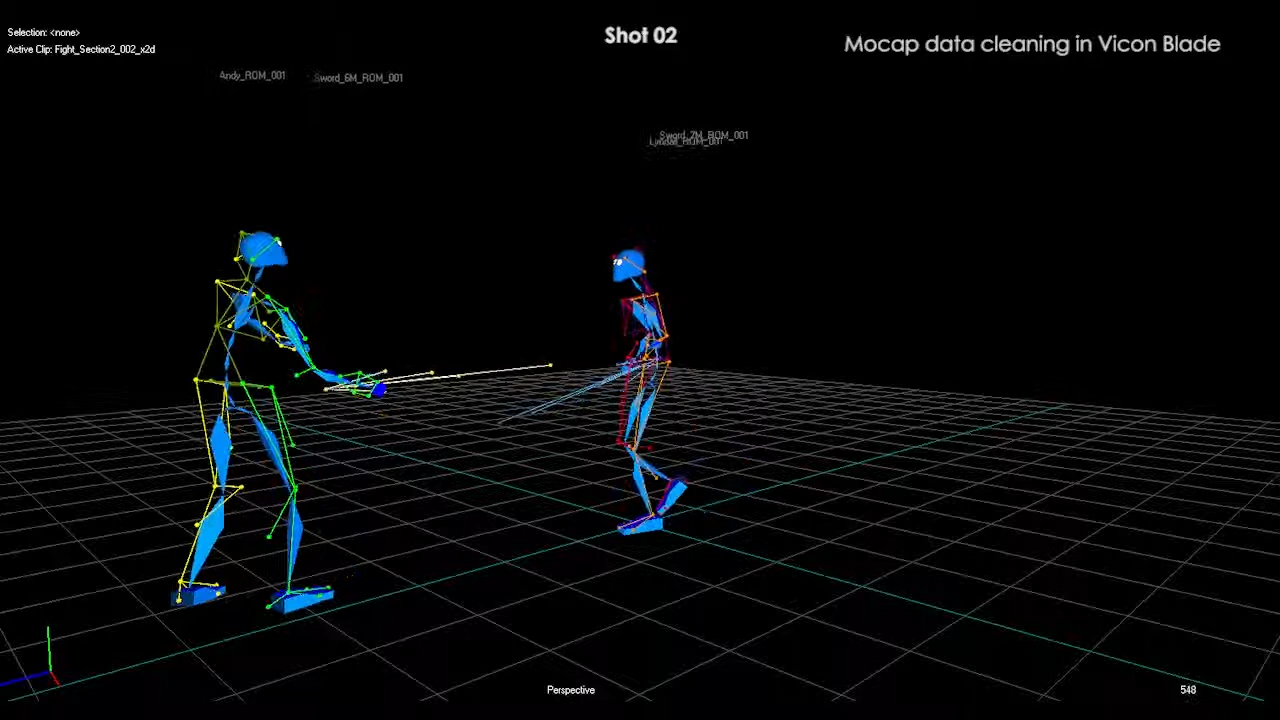 Selection: <none>
Shot 02
Mocap data cleaning in Vicon Blade
Active Clip: Fight_Section2_002_x2d
Andy_ROM_001
Sword_6M_ROM_001
Sword_7M_ROM_001
Perspective
548